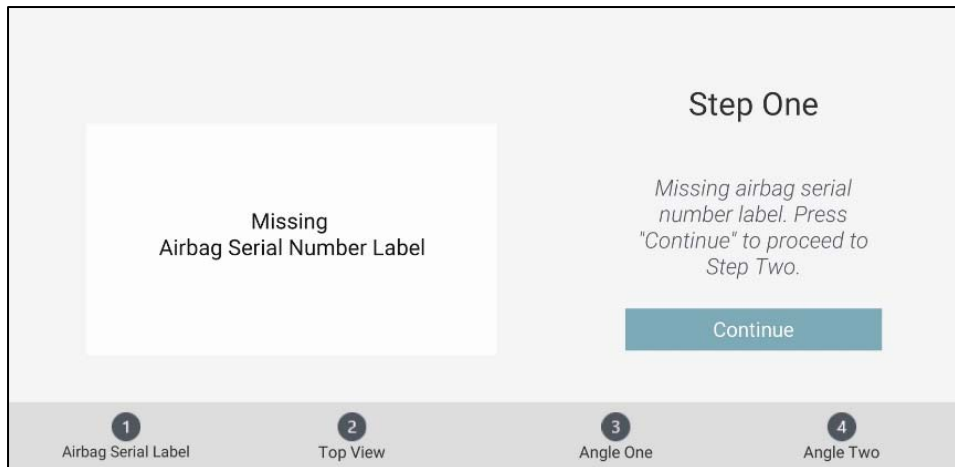 Step One
Missing
Airbag Serial Number Label
Missing airbag serial
number label. Press
"Continue" to proceed to
Step Two.
Continue
1
Airbag Serial Label
2
Top View
3
Angle One
4
Angle Two